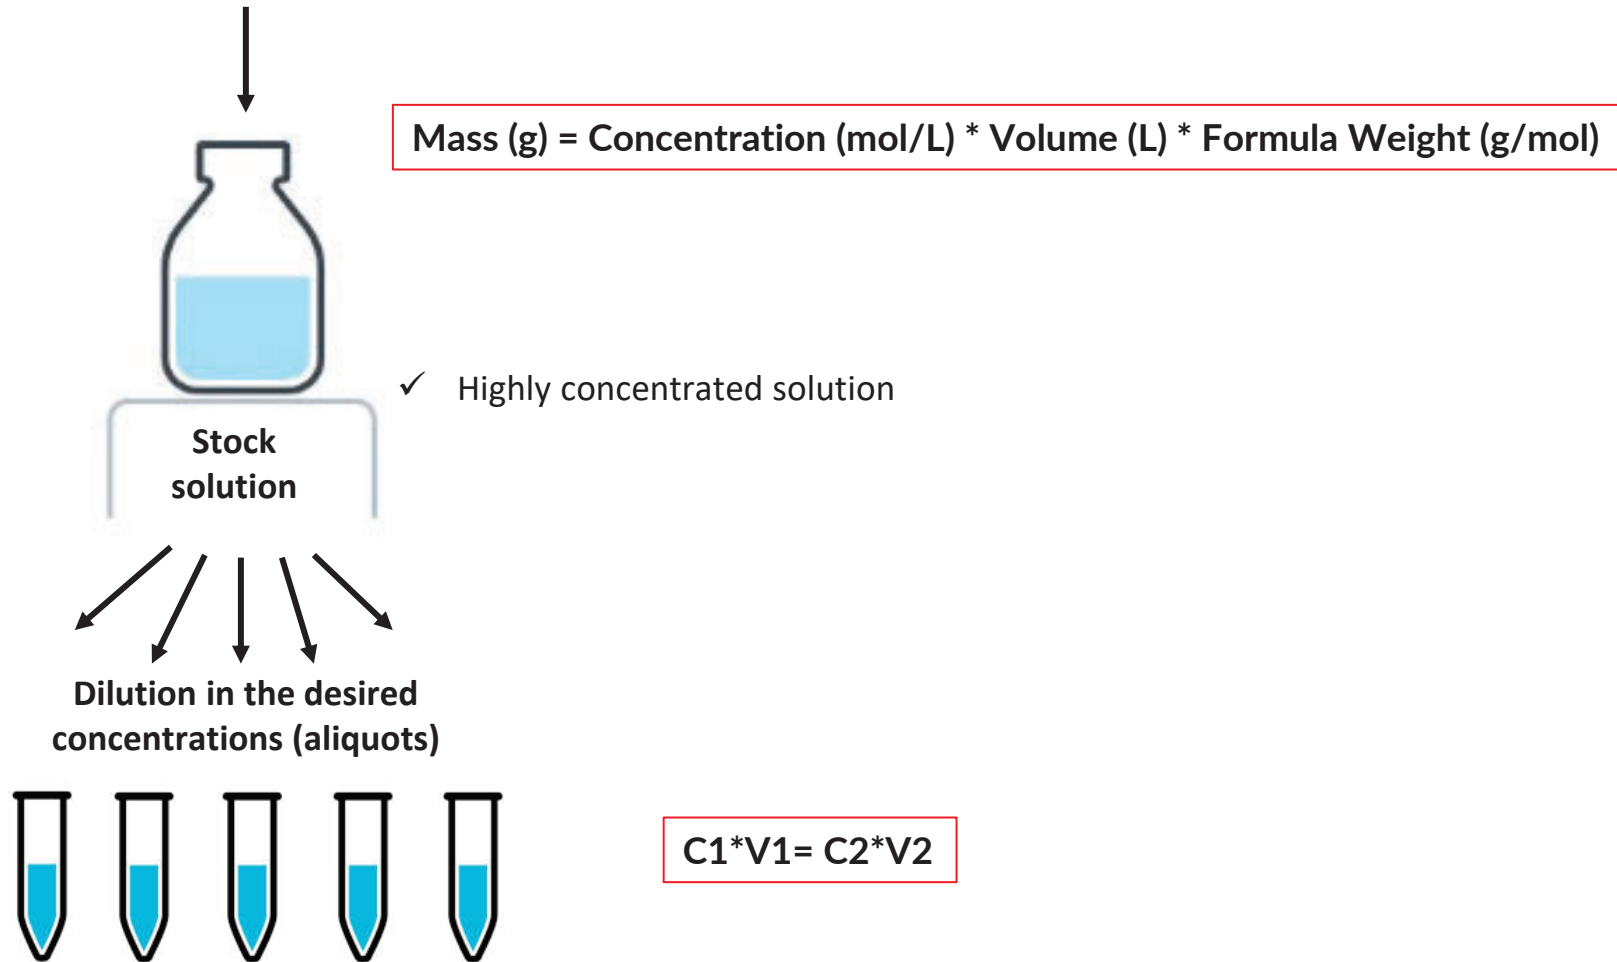 Mass (g) = Concentration (mol/L) * Volume (L) * Formula Weight (g/mol)
✓ Highly concentrated solution
Stock
solution
Dilution in the desired
concentrations (aliquots)
C1*V1= C2*V2